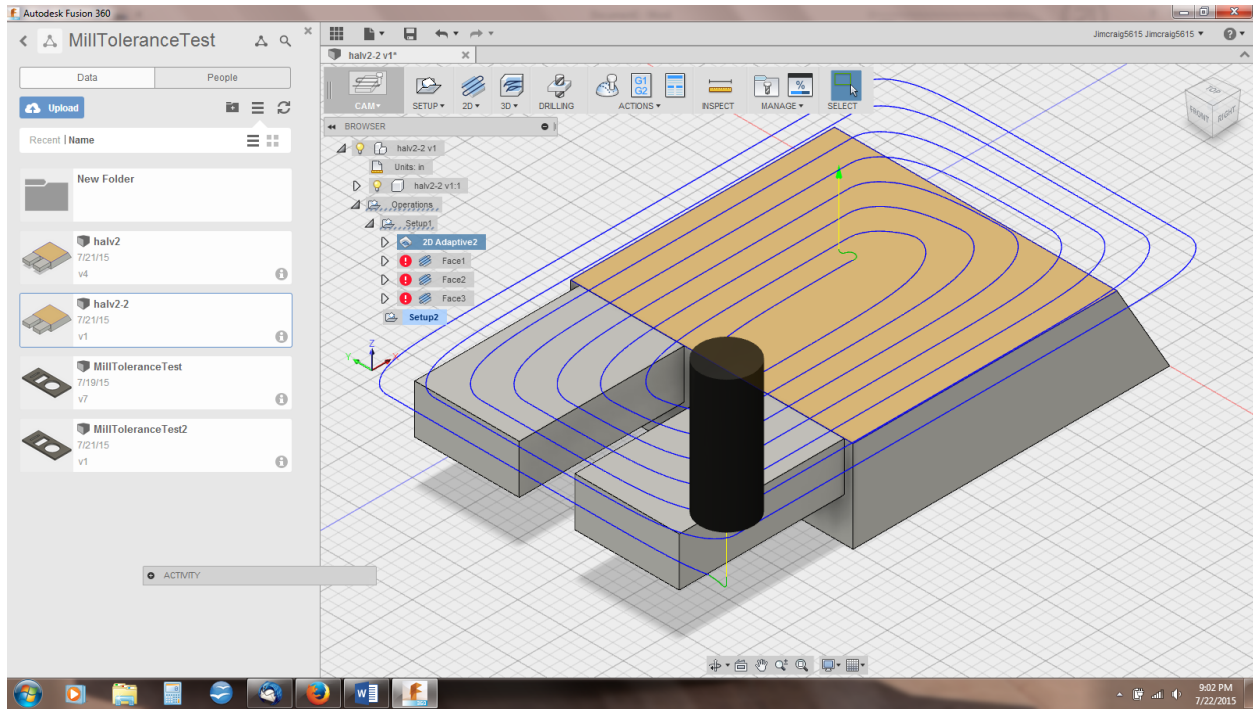 Autodesk Fusion 360
MillToleranceTest
Data
People
Upload
Recent | Name
New Folder
halv2
7/21/15
v4
halv2-2
7/21/15
v1
MillToleranceTest
7/19/15
v7
MillToleranceTest2
7/21/15
v1
ACTIVITY
halv2-2 v1*
Jimcraig5615 Jimcraig5615
CAM
SETUP
2D
3D
DRILLING
G1
G2
ACTIONS
INSPECT
%
MANAGE
SELECT
BROWSER
halv2-2 v1
Units: in
halv2-2 v1:1
Operations
Setup1
2D Adaptive2
Face1
Face2
Face3
Setup2
TOP
FRONT
RIGHT
Z
Y
X
9:02 PM
7/22/2015